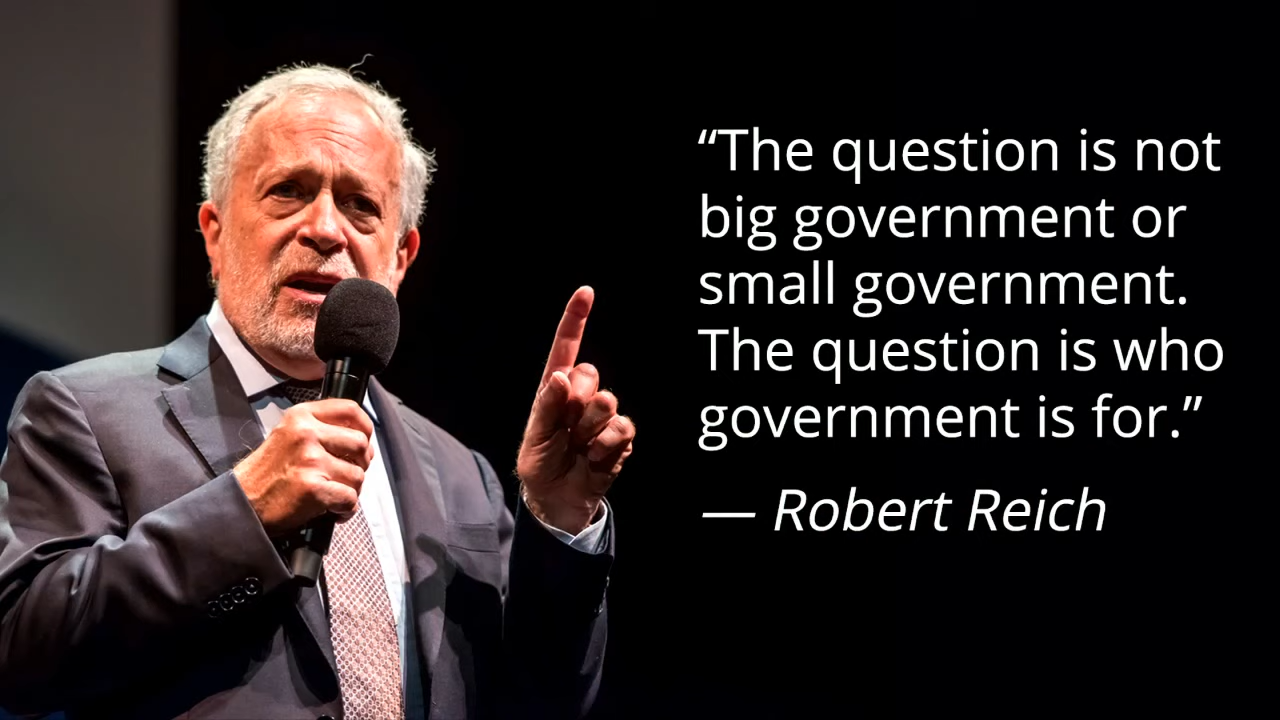 “The question is not
big government or
small government.
The question is who
government is for.”
— Robert Reich